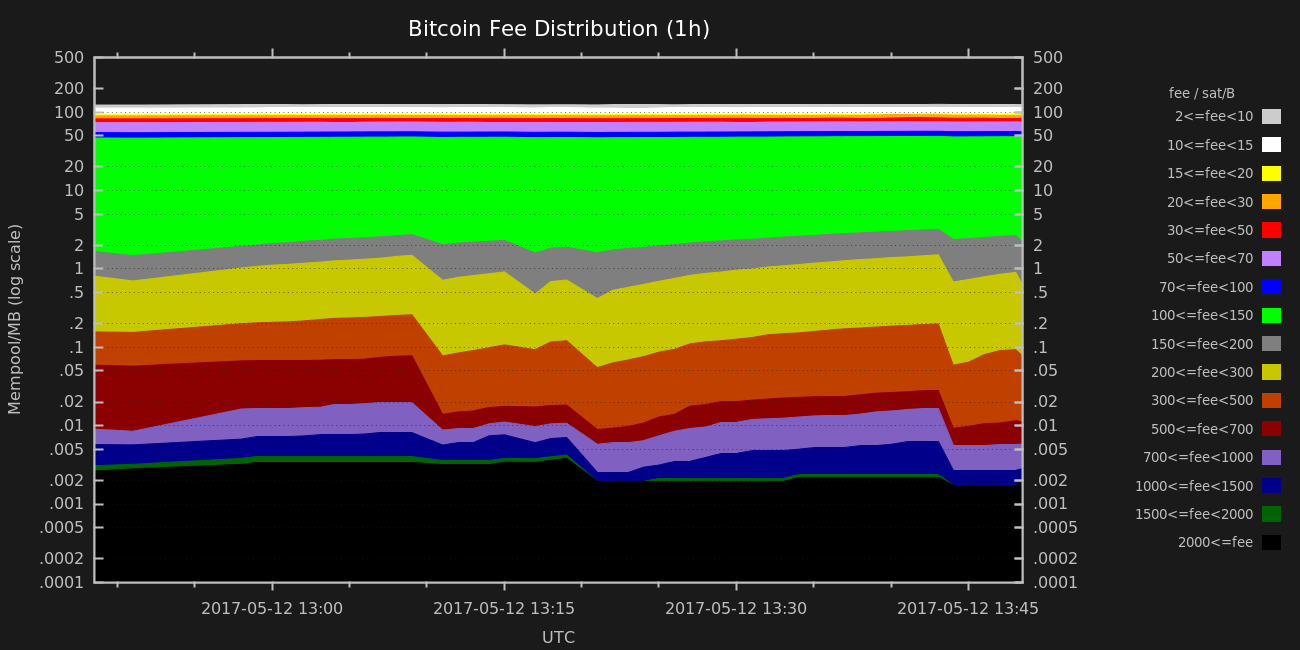 Bitcoin Fee Distribution (1h)
500
200
100
50
20
10
5
2
1
.5
.2
.1
.05
.02
.01
.005
.002
.001
.0005
.0002
.0001
Mempool/MB (log scale)
500
200
100
50
20
10
5
2
1
.5
.2
.1
.05
.02
.01
.005
.002
.001
.0005
.0002
.0001
2017-05-12 13:00
2017-05-12 13:15
2017-05-12 13:30
2017-05-12 13:45
UTC
fee / sat/B
2<=fee<10
10<=fee<15
15<=fee<20
20<=fee<30
30<=fee<50
50<=fee<70
70<=fee<100
100<=fee<150
150<=fee<200
200<=fee<300
300<=fee<500
500<=fee<700
700<=fee<1000
1000<=fee<1500
1500<=fee<2000
2000<=fee